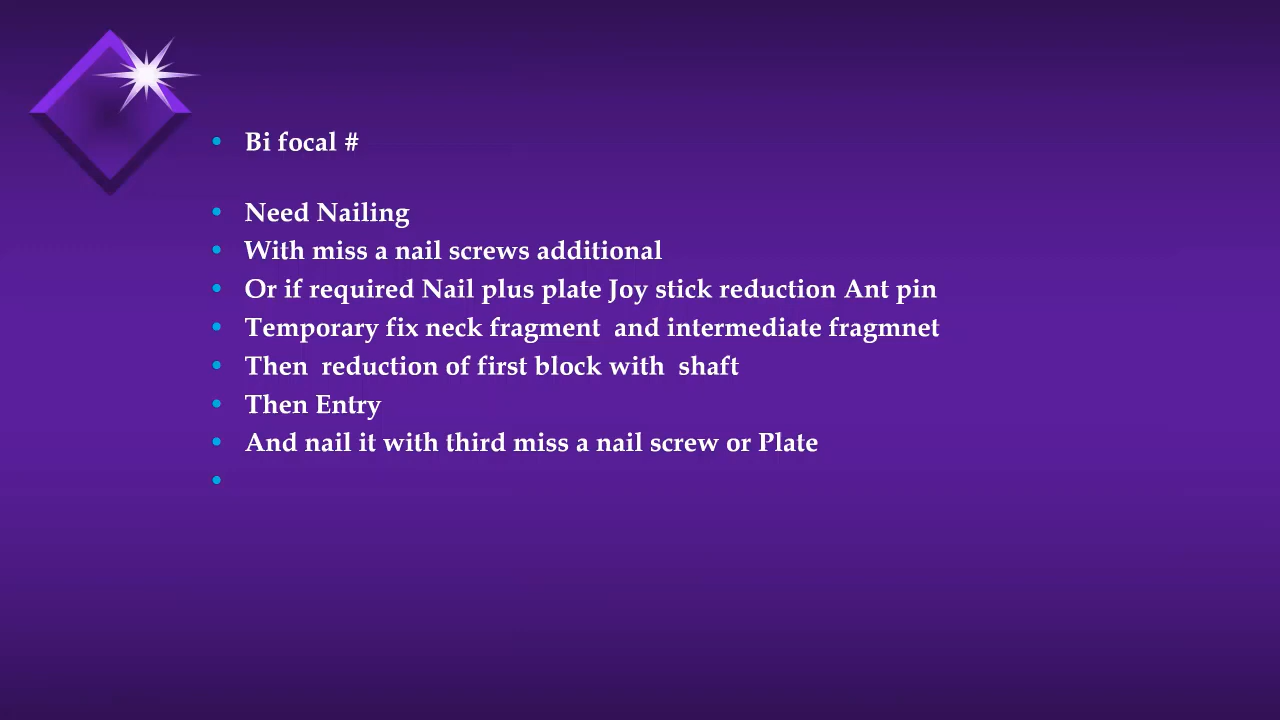 Bi focal #
Need Nailing
With miss a nail screws additional
Or if required Nail plus plate Joy stick reduction Ant pin
Temporary fix neck fragment  and intermediate fragmnet
Then  reduction of first block with  shaft
Then Entry
And nail it with third miss a nail screw or Plate